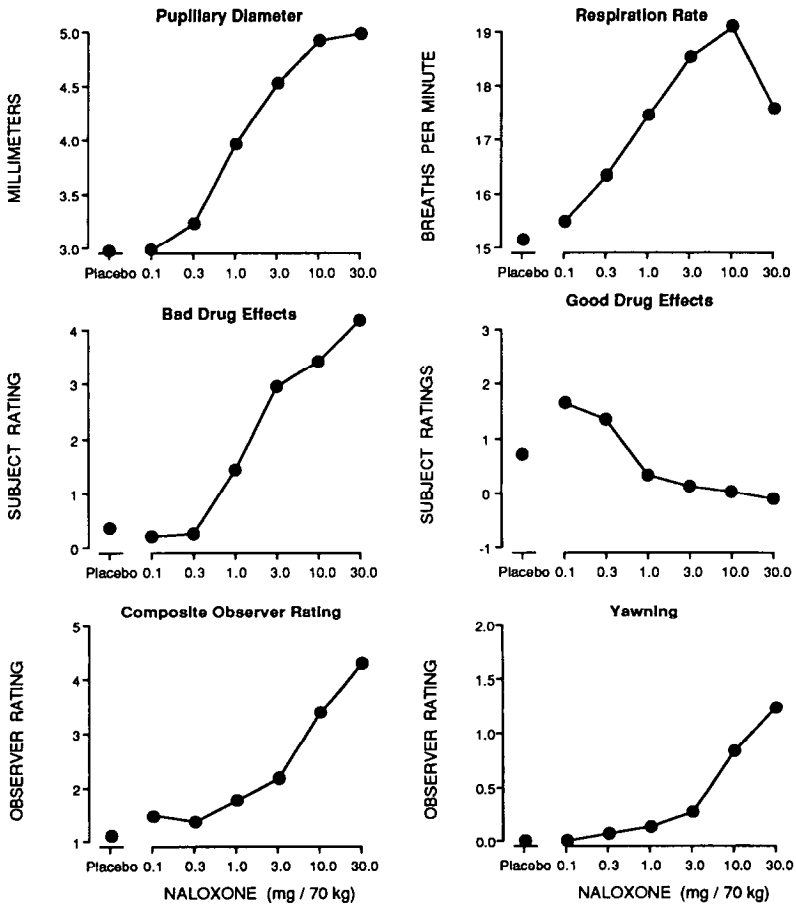 Pupillary Diameter
MILLIMETERS
5.0
4.5
4.0
3.5
3.0
Placebo 0.1 0.3 1.0 3.0 10.0 30.0
Respiration Rate
BREATHS PER MINUTE
19
18
17
16
15
Placebo 0.1 0.3 1.0 3.0 10.0 30.0
Bad Drug Effects
SUBJECT RATING
4
3
2
1
0
Placebo 0.1 0.3 1.0 3.0 10.0 30.0
Good Drug Effects
SUBJECT RATINGS
3
2
1
0
-1
Placebo 0.1 0.3 1.0 3.0 10.0 30.0
Composite Observer Rating
OBSERVER RATING
5
4
3
2
1
Placebo 0.1 0.3 1.0 3.0 10.0 30.0
NALOXONE (mg / 70 kg)
Yawning
OBSERVER RATING
2.0
1.5
1.0
0.5
0.0
Placebo 0.1 0.3 1.0 3.0 10.0 30.0
NALOXONE (mg / 70 kg)